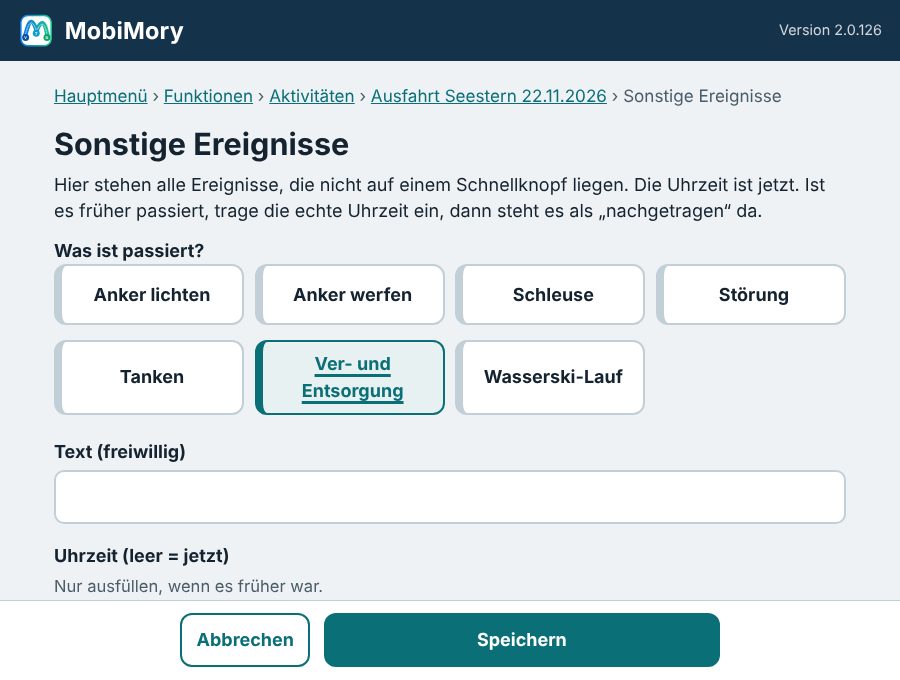 MobiMory
Version 2.0.126
Hauptmenü › Funktionen › Aktivitäten › Ausfahrt Seestern 22.11.2026 › Sonstige Ereignisse
Sonstige Ereignisse
Hier stehen alle Ereignisse, die nicht auf einem Schnellknopf liegen. Die Uhrzeit ist jetzt. Ist
es früher passiert, trage die echte Uhrzeit ein, dann steht es als „nachgetragen“ da.
Was ist passiert?
Anker lichten
Anker werfen
Schleuse
Störung
Tanken
Ver- und
Entsorgung
Wasserski-Lauf
Text (freiwillig)
Uhrzeit (leer = jetzt)
Nur ausfüllen, wenn es früher war.
Abbrechen
Speichern